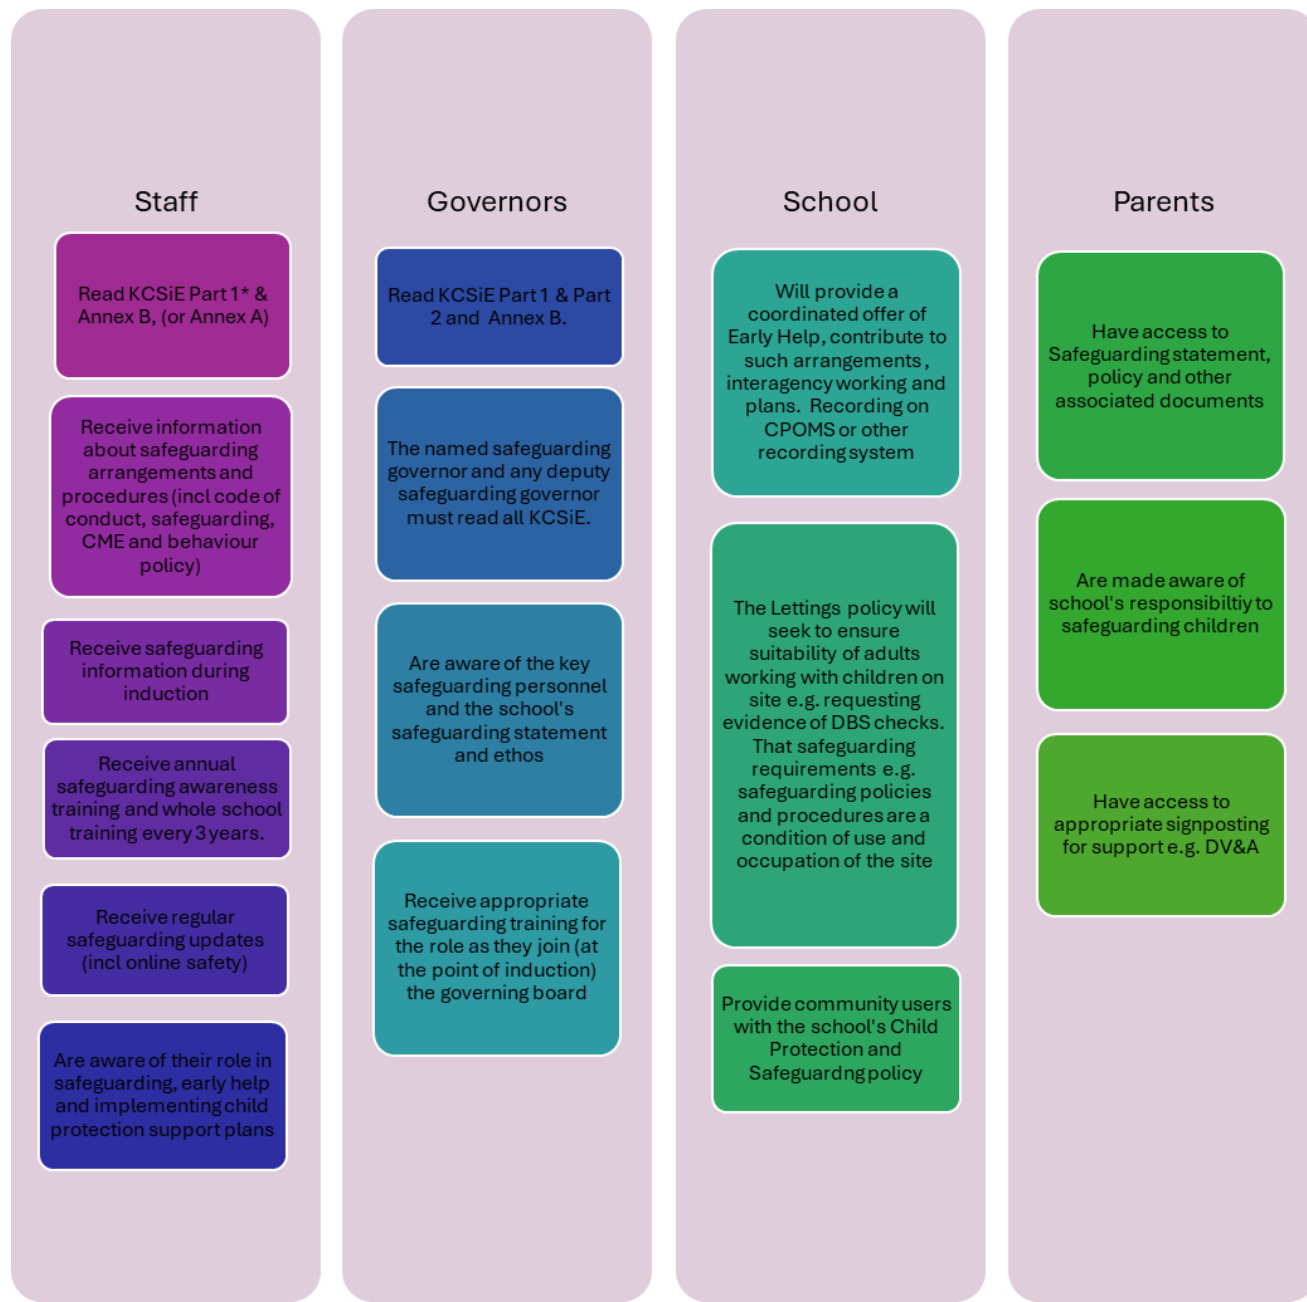 Staff
Read KCSiE Part 1* &
Annex B, (or Annex A)
Receive information
about safeguarding
arrangements and
procedures (incl code of
conduct, safeguarding,
CME and behaviour
policy)
Receive safeguarding
information during
induction
Receive annual
safeguarding awareness
training and whole school
training every 3 years.
Receive regular
safeguarding updates
(incl online safety)
Are aware of their role in
safeguarding, early help
and implementing child
protection support plans
Governors
Read KCSiE Part 1 & Part
2 and Annex B.
The named safeguarding
governor and any deputy
safeguarding governor
must read all KCSiE.
Are aware of the key
safeguarding personnel
and the school's
safeguarding statement
and ethos
Receive appropriate
safeguarding training for
the role as they join (at
the point of induction)
the governing board
School
Will provide a
coordinated offer of
Early Help, contribute to
such arrangements ,
interagency working and
plans. Recording on
CPOMS or other
recording system
The Lettings policy will
seek to ensure
suitability of adults
working with children on
site e.g. requesting
evidence of DBS checks.
That safeguarding
requirements e.g.
safeguarding policies
and procedures are a
condition of use and
occupation of the site
Provide community users
with the school's Child
Protection and
Safeguardng policy
Parents
Have access to
Safeguarding statement,
policy and other
associated documents
Are made aware of
school's responsibiltiy to
safeguarding children
Have access to
appropriate signposting
for support e.g. DV&A